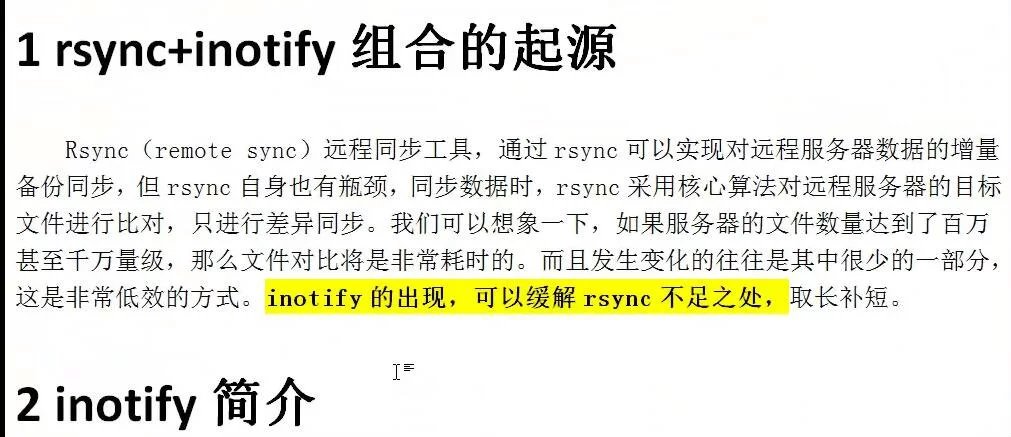 1 rsync+inotify 组合的起源
Rsync（remote sync）远程同步工具，通过 rsync 可以实现对远程服务器数据的增量
备份同步，但 rsync 自身也有瓶颈，同步数据时，rsync 采用核心算法对远程服务器的目标
文件进行比对，只进行差异同步。我们可以想象一下，如果服务器的文件数量达到了百万
甚至千万量级，那么文件对比将是非常耗时的。而且发生变化的往往是其中很少的一部分，
这是非常低效的方式。inotify 的出现，可以缓解 rsync 不足之处，取长补短。
2 inotify 简介